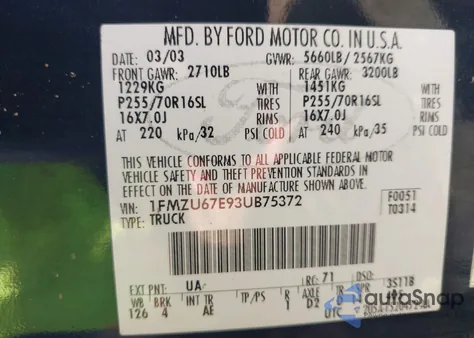 MFD. BY FORD MOTOR CO. IN U.S.A.
DATE: 03/03 GVWR: 5660LB/ 2567KG
FRONT GAWR: 2710LB REAR GAWR: 3200LB
1229KG WITH 1451KG WITH
P255/70R16SL TIRES P255/70R16SL TIRES
16X7.0J RIMS 16X7.0J RIMS
AT 220 kPa/32 PSI COLD AT 240 kPa/35 PSI COLD
Ford
THIS VEHICLE CONFORMS TO ALL APPLICABLE FEDERAL MOTOR
VEHICLE SAFETY AND THEFT PREVENTION STANDARDS IN
EFFECT ON THE DATE OF MANUFACTURE SHOWN ABOVE.
VIN: 1FMZU67E93UB75372 F0051
TYPE: TRUCK T0314
EXT PNT: UA RC: 71 DSO:
WB BRK INT TR TP/PS R AXLE TR SPR 3S11B
126 4 AE 1 D2 UTC
autoSnap